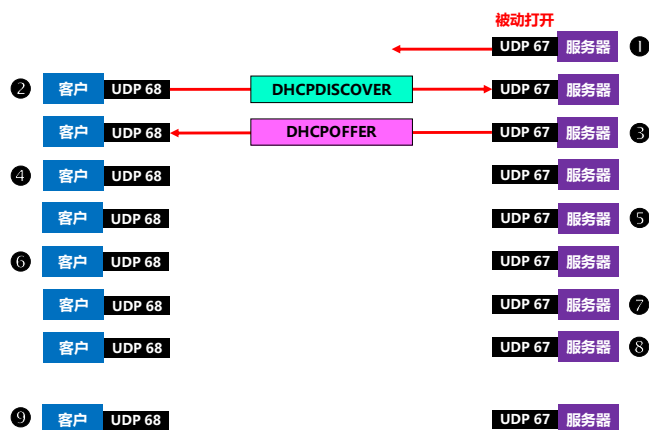 被动打开
UDP 67 服务器 ❶
❷ 客户 UDP 68 DHCPDISCOVER UDP 67 服务器
客户 UDP 68 DHCPOFFER UDP 67 服务器 ❸
❹ 客户 UDP 68 UDP 67 服务器
客户 UDP 68 UDP 67 服务器 ❺
❻ 客户 UDP 68 UDP 67 服务器
客户 UDP 68 UDP 67 服务器 ❼
客户 UDP 68 UDP 67 服务器 ❽
❾ 客户 UDP 68 UDP 67 服务器